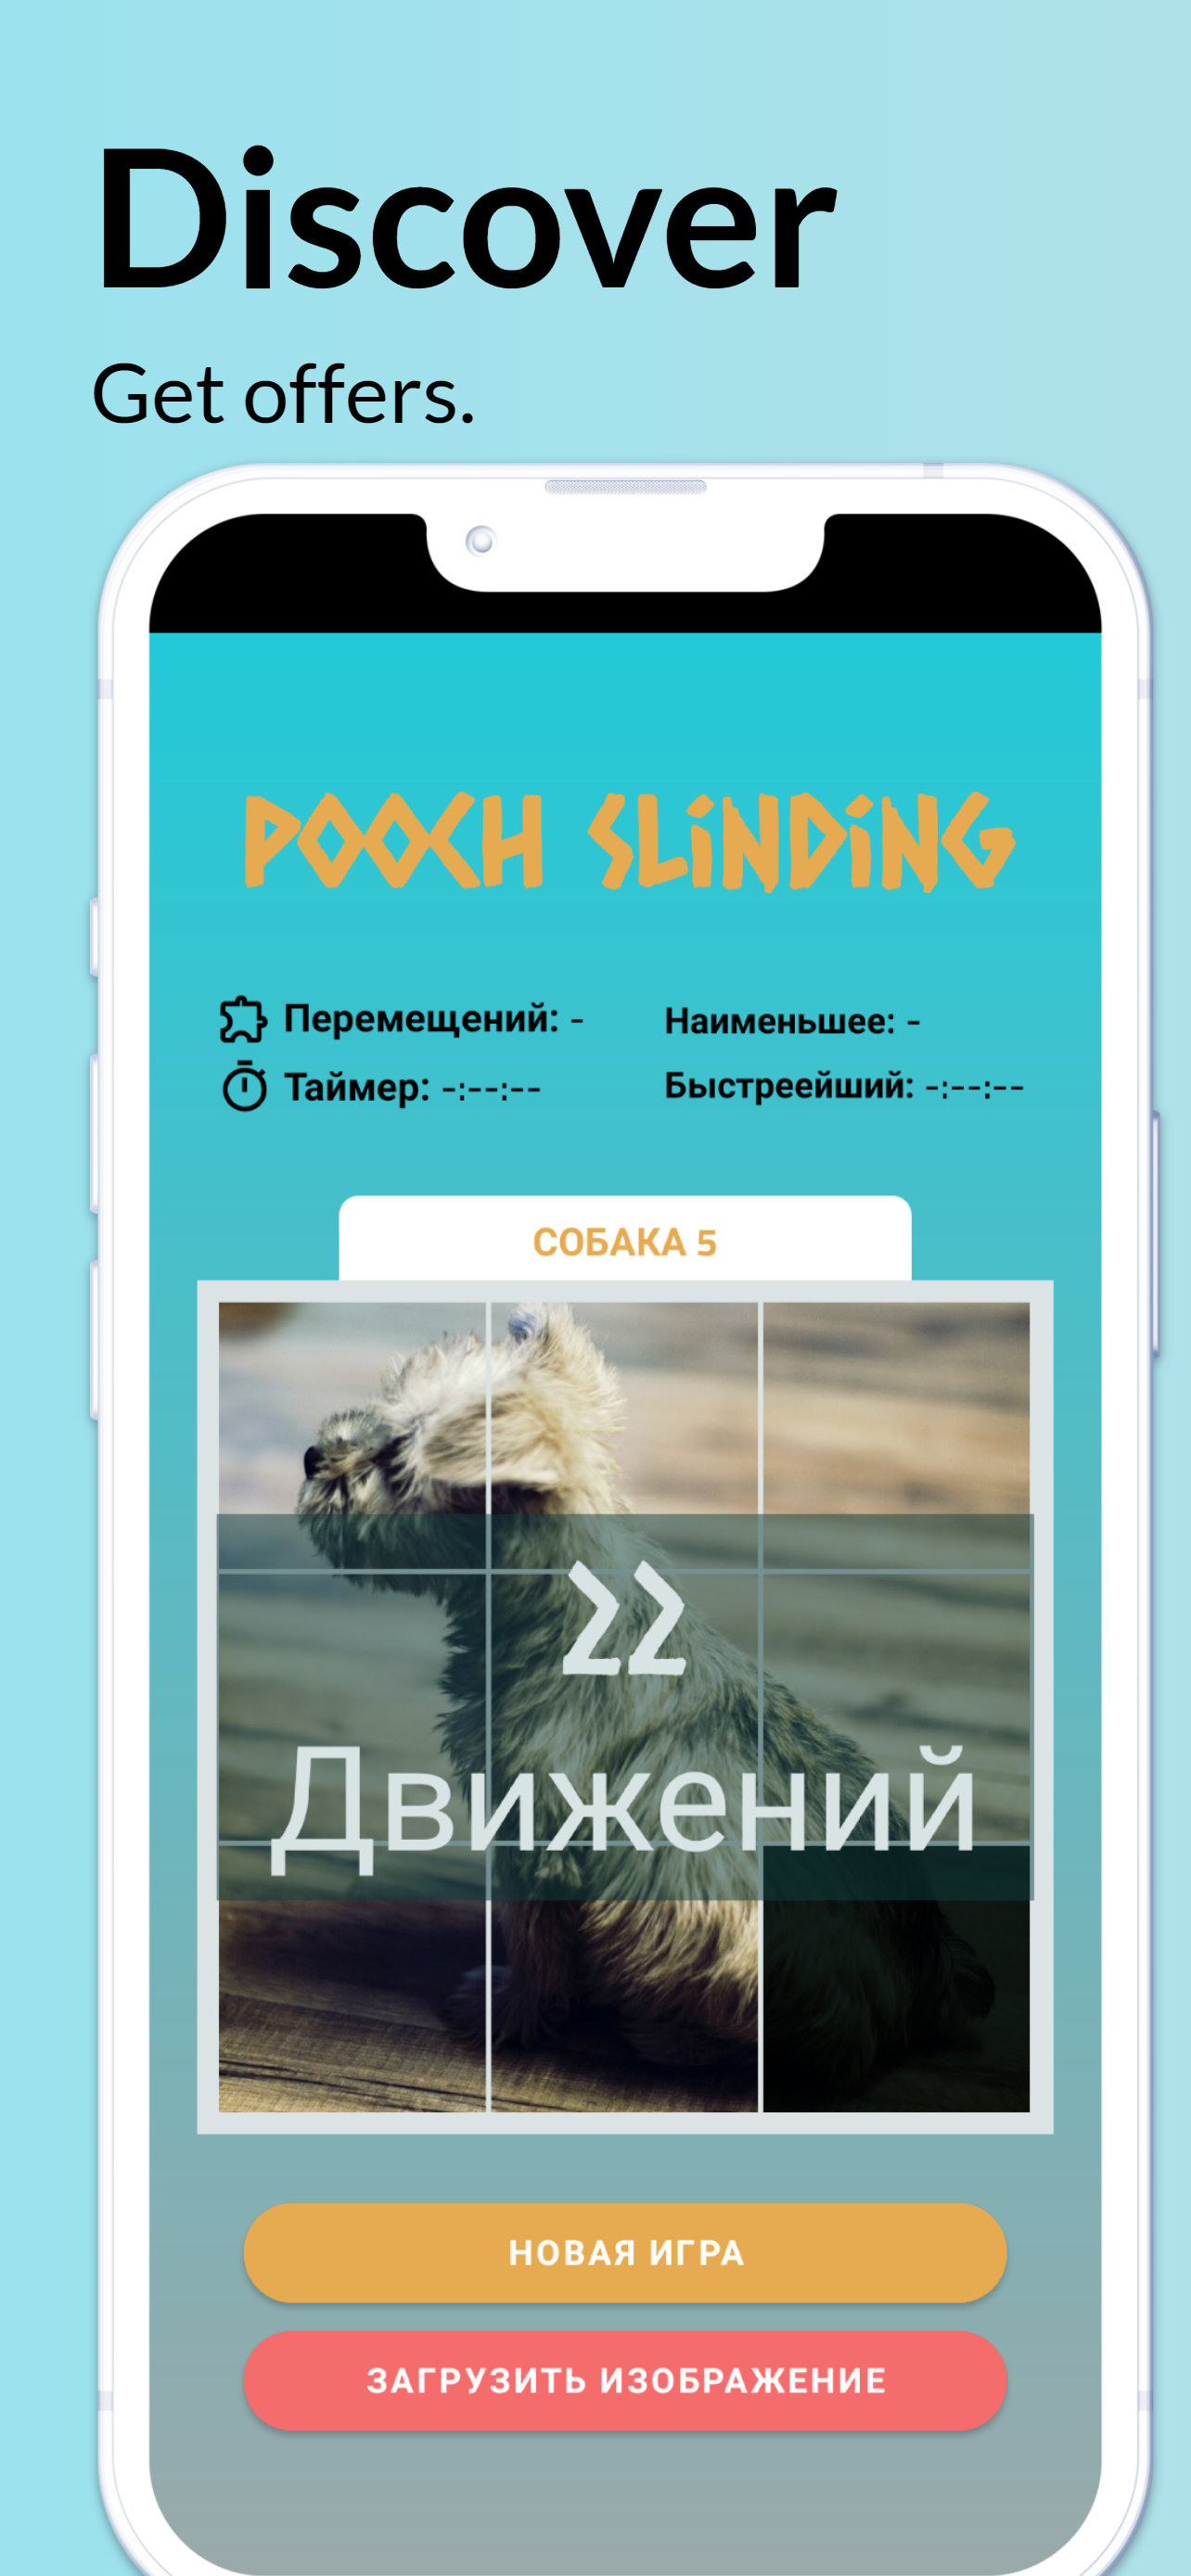 Discover
Get offers.
POOCH SLiNDiNG
Перемещений: -
Наименьшее: -
Таймер: -:--:--
Быстреейший: -:--:--
СОБАКА 5
22
Движений
НОВАЯ ИГРА
ЗАГРУЗИТЬ ИЗОБРАЖЕНИЕ